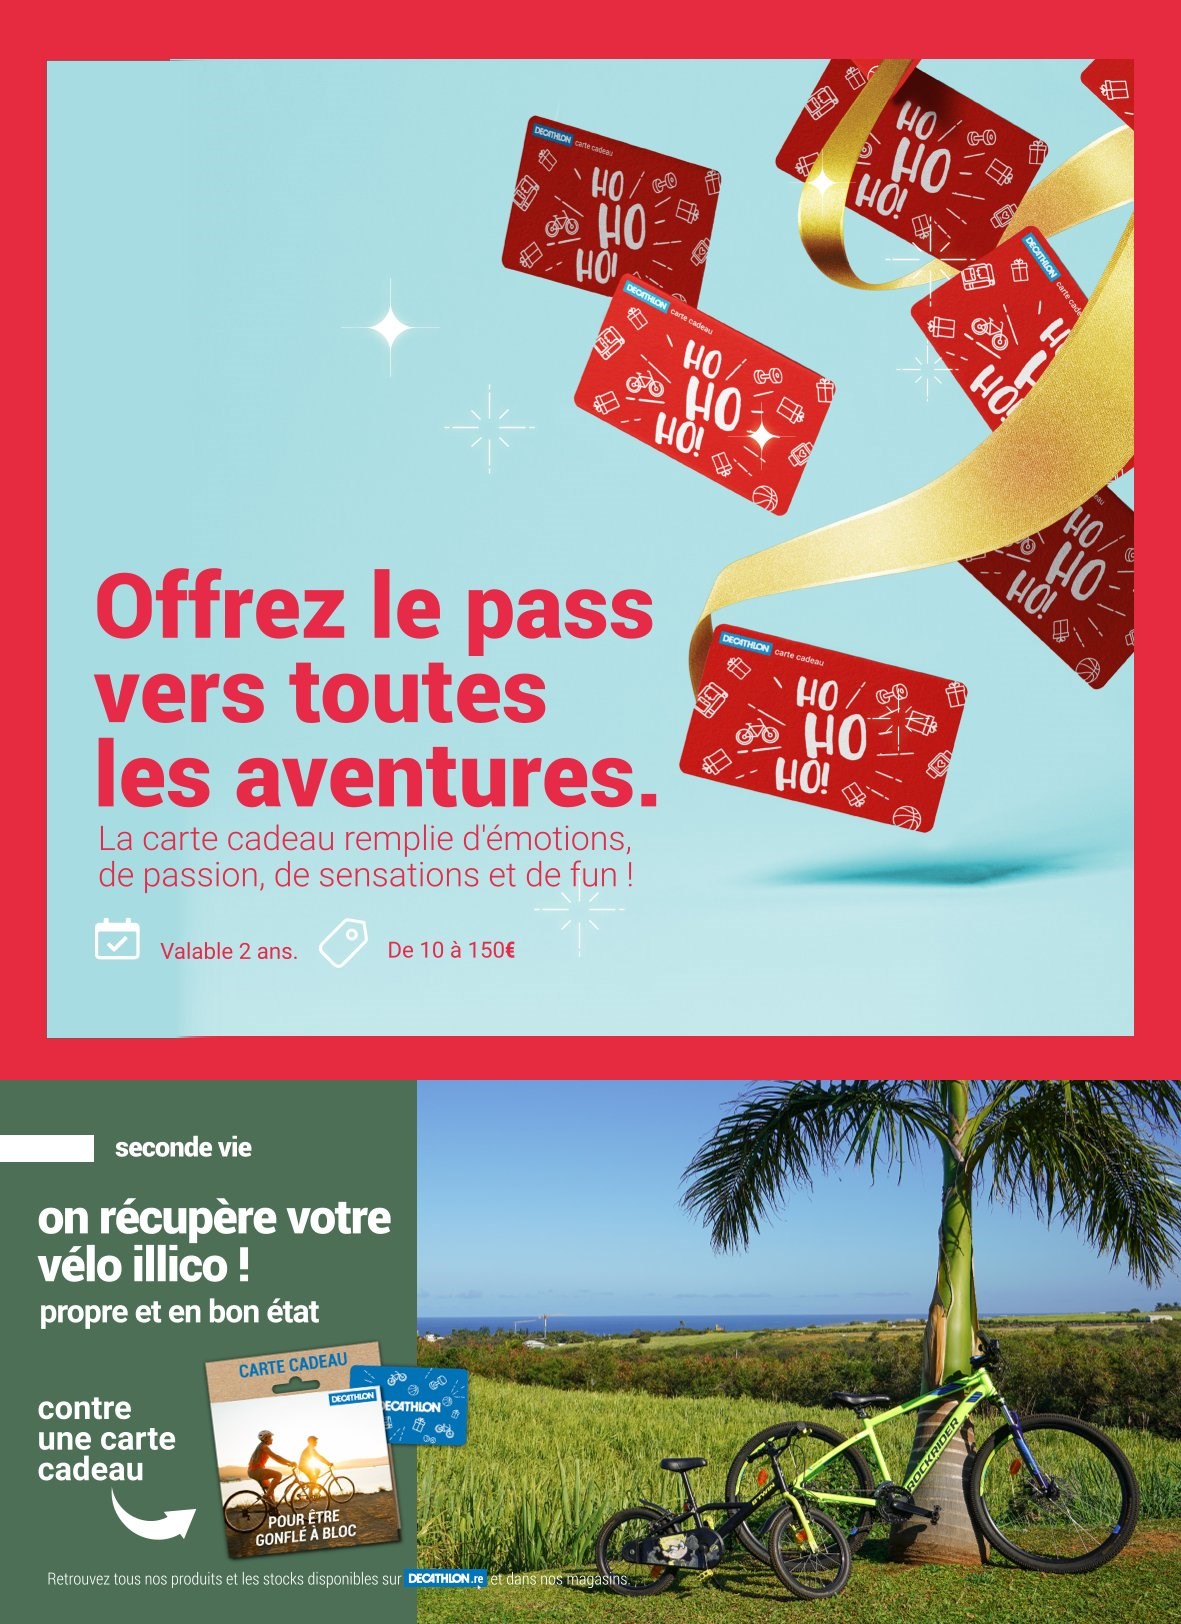 DECATHLON carte cadeau
HO
HO
HO!
HO
HO
HO!
DECATHLON carte cadeau
HO
HO
HO!
DECATHLON carte cadeau
HO
HO!
HO
HO
HO!
Offrez le pass
vers toutes
les aventures.
DECATHLON carte cadeau
HO
HO
HO!
La carte cadeau remplie d'émotions,
de passion, de sensations et de fun !
Valable 2 ans.
De 10 à 150€
seconde vie
on récupère votre
vélo illico !
propre et en bon état
contre
une carte
cadeau
CARTE CADEAU
DECATHLON
ECATHLON
POUR ÊTRE
GONFLÉ À BLOC
ROCKRIDER
BTWIN
Retrouvez tous nos produits et les stocks disponibles sur DECATHLON.re et dans nos magasins.